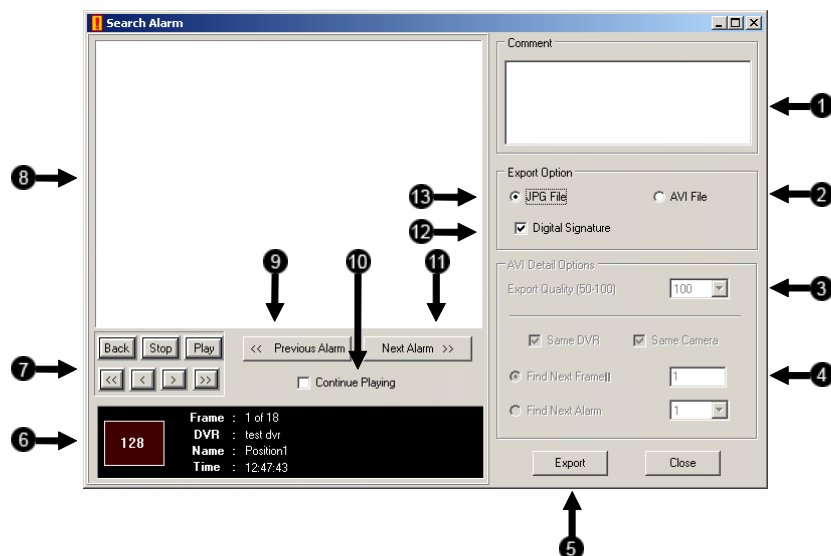 Search Alarm
Comment
1
Export Option
JPG File
AVI File
2
13
Digital Signature
12
8
AVI Detail Options
Export Quality (50-100)
100
3
9
10
11
Same DVR
Same Camera
Back
Stop
Play
<< Previous Alarm
Next Alarm >>
7
<<
<
>
>>
Continue Playing
Find Next Frame||
1
4
Find Next Alarm
1
6
128
Frame : 1 of 18
DVR : test dvr
Name : Position1
Time : 12:47:43
Export
Close
5